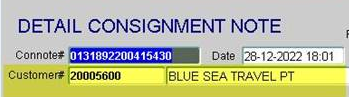 DETAIL CONSIGNMENT NOTE
Connote# 0131892200415430 Date 28-12-2022 18:01
Customer# 20005600 BLUE SEA TRAVEL PT